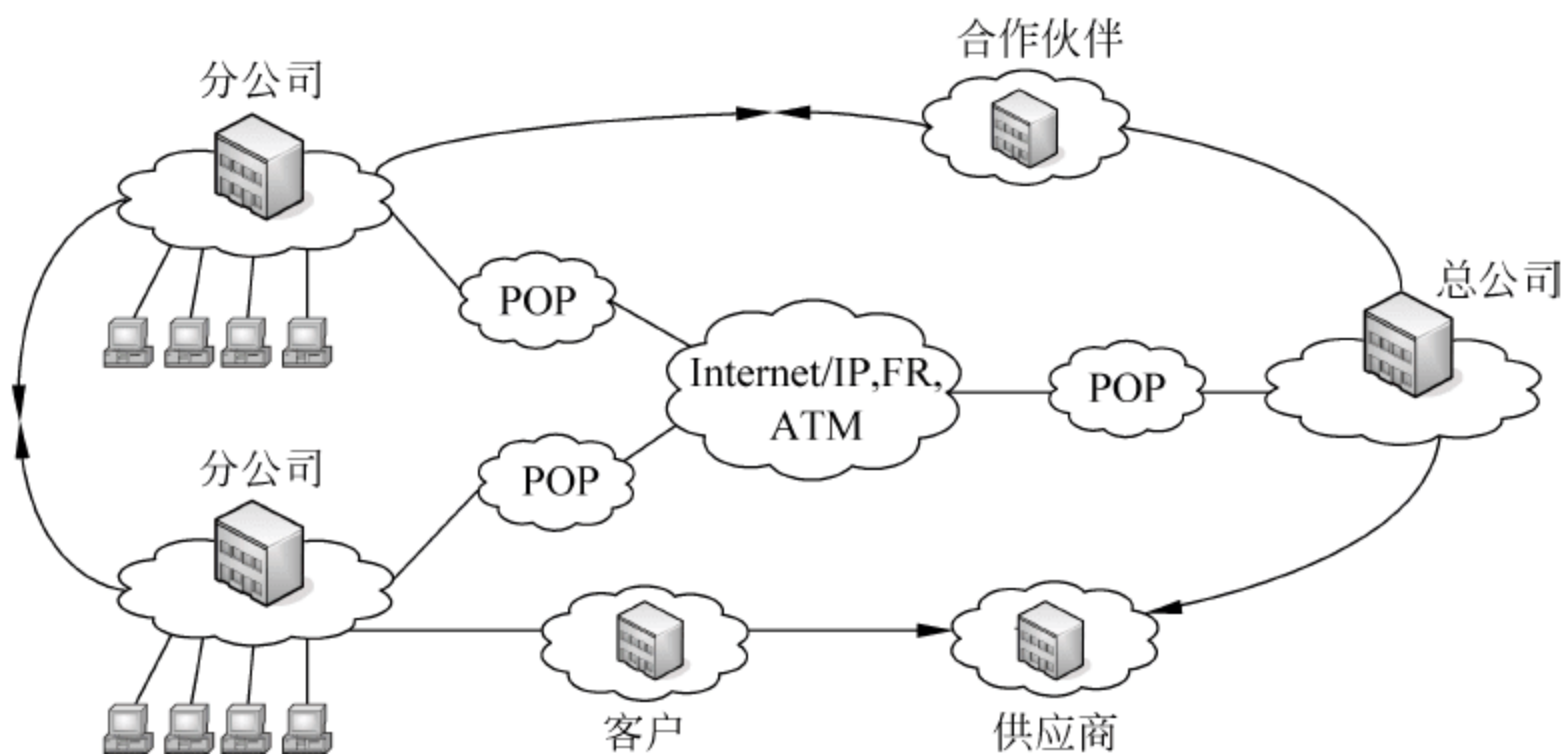 合作伙伴
分公司
总公司
POP
Internet/IP,FR,
ATM
POP
分公司
POP
客户
供应商